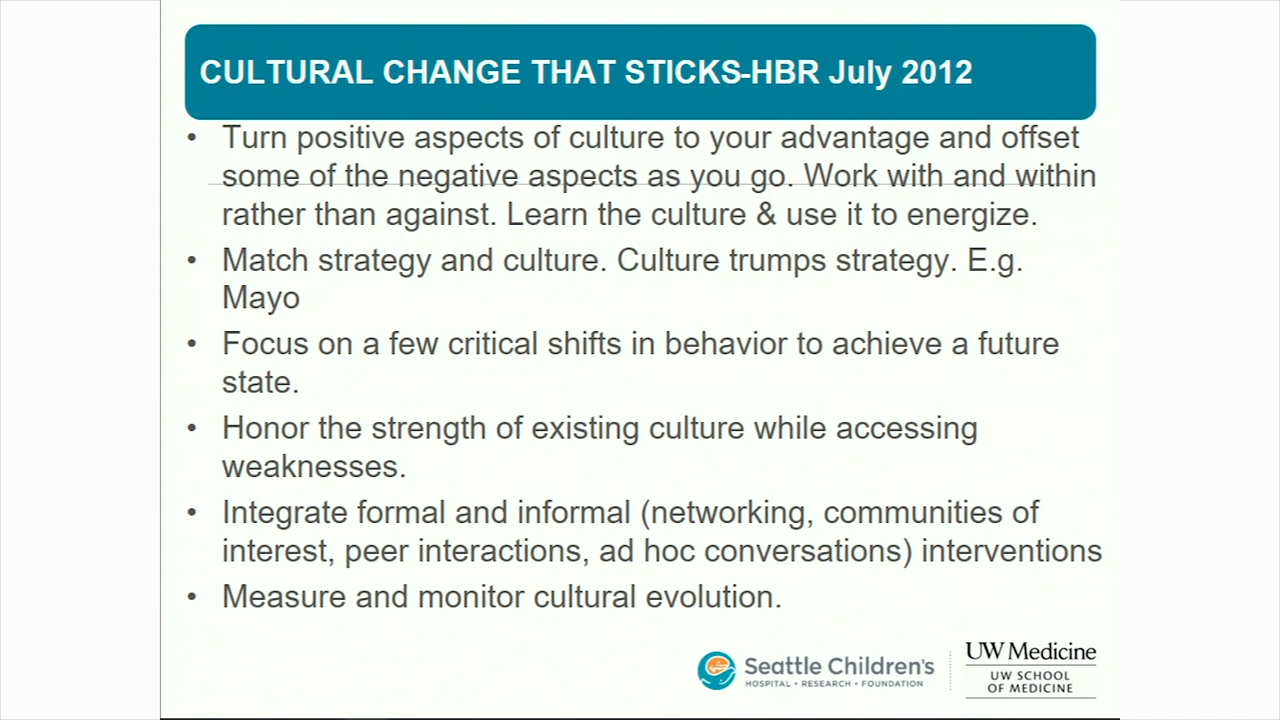 CULTURAL CHANGE THAT STICKS-HBR July 2012
• Turn positive aspects of culture to your advantage and offset
some of the negative aspects as you go. Work with and within
rather than against. Learn the culture & use it to energize.
• Match strategy and culture. Culture trumps strategy. E.g.
Mayo
• Focus on a few critical shifts in behavior to achieve a future
state.
• Honor the strength of existing culture while accessing
weaknesses.
• Integrate formal and informal (networking, communities of
interest, peer interactions, ad hoc conversations) interventions
• Measure and monitor cultural evolution.
Seattle Children's
HOSPITAL • RESEARCH • FOUNDATION
UW Medicine
UW SCHOOL
OF MEDICINE